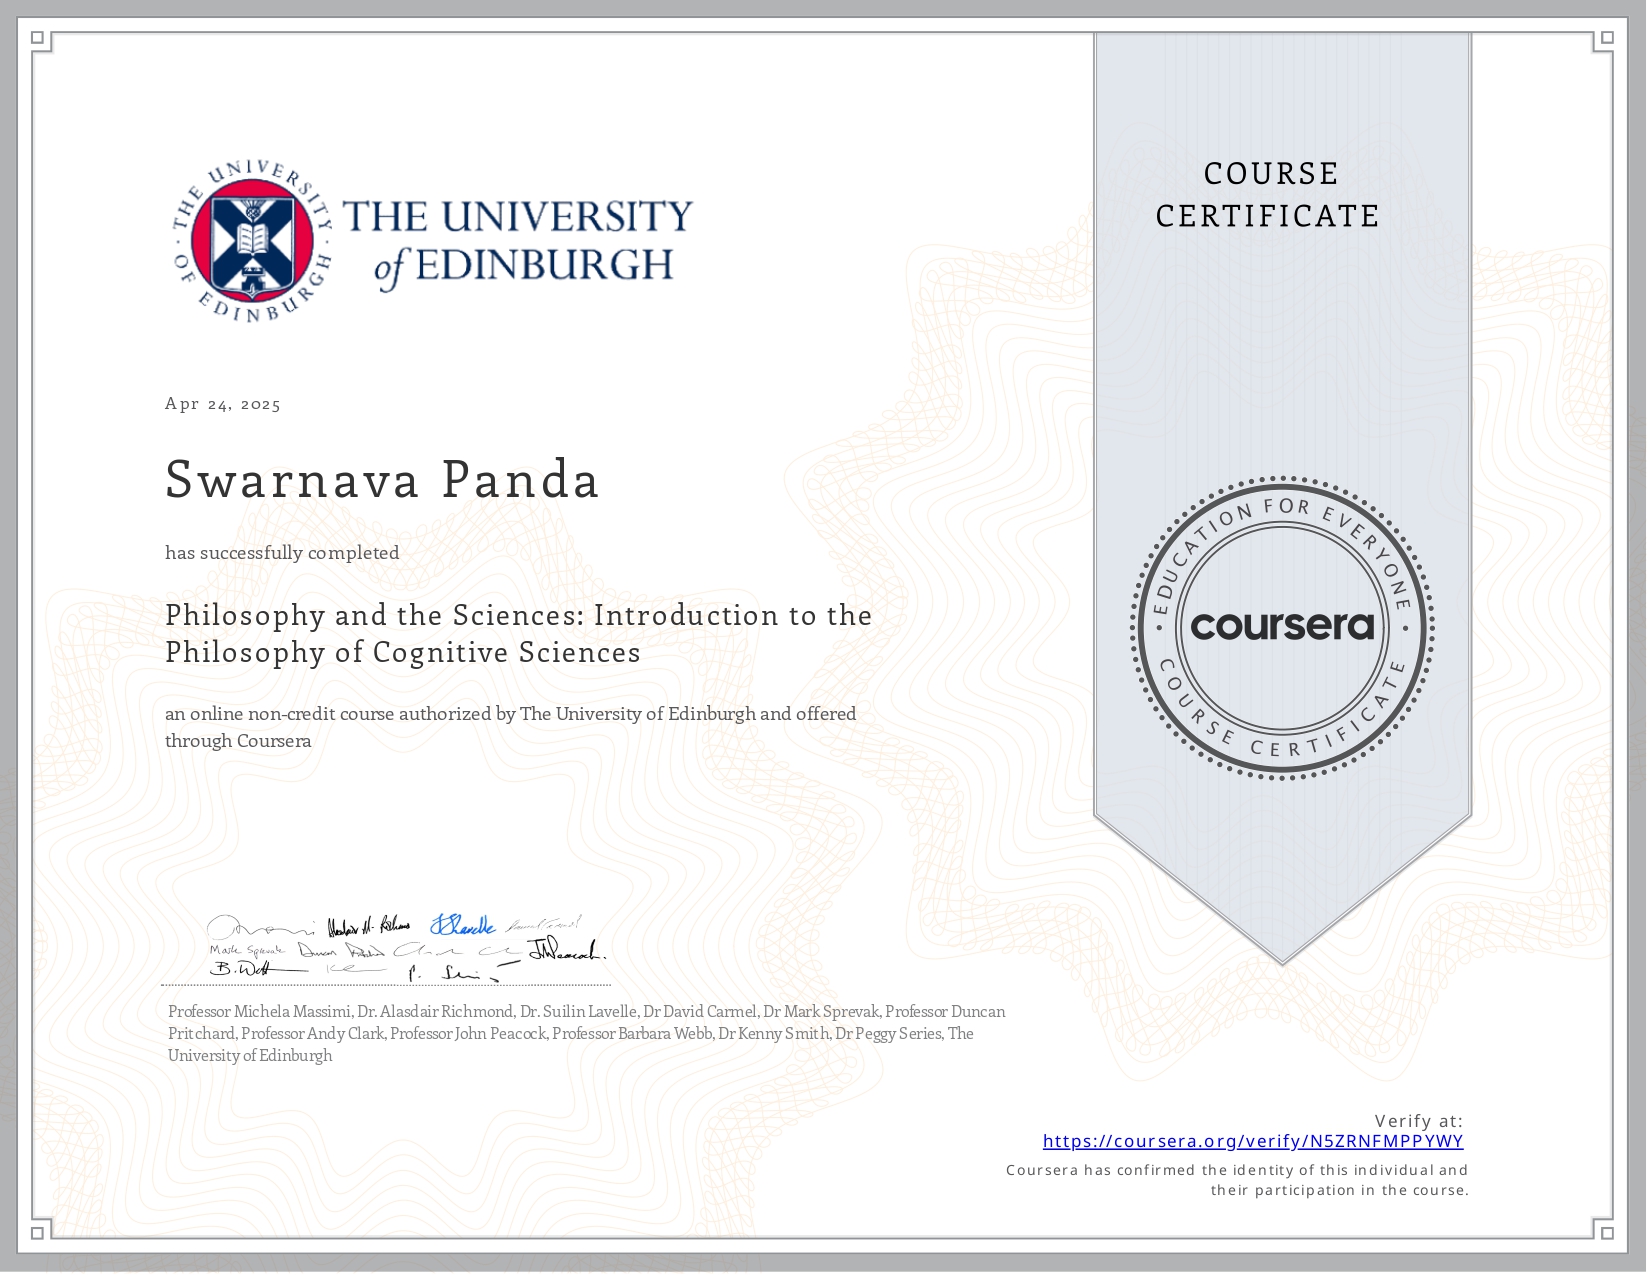 THE UNIVERSITY OF EDINBURGH
THE UNIVERSITY
of EDINBURGH
COURSE
CERTIFICATE
Apr 24, 2025
Swarnava Panda
has successfully completed
Philosophy and the Sciences: Introduction to the
Philosophy of Cognitive Sciences
an online non-credit course authorized by The University of Edinburgh and offered
through Coursera
EDUCATION FOR EVERYONE
coursera
COURSE CERTIFICATE
Mark Sprevak
B. Webb
Professor Michela Massimi, Dr. Alasdair Richmond, Dr. Suilin Lavelle, Dr David Carmel, Dr Mark Sprevak, Professor Duncan
Pritchard, Professor Andy Clark, Professor John Peacock, Professor Barbara Webb, Dr Kenny Smith, Dr Peggy Series, The
University of Edinburgh
Verify at:
https://coursera.org/verify/N5ZRNFMPPYWY
Coursera has confirmed the identity of this individual and
their participation in the course.